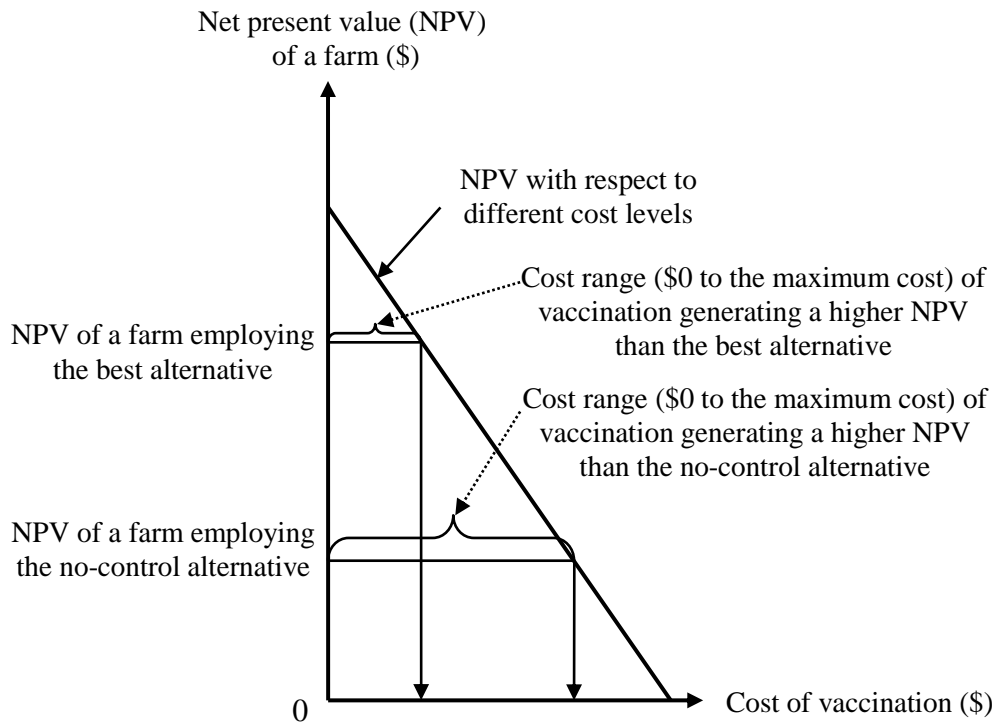 Net present value (NPV)
of a farm ($)
NPV with respect to
different cost levels
Cost range ($0 to the maximum cost) of
vaccination generating a higher NPV
than the best alternative
NPV of a farm employing
the best alternative
Cost range ($0 to the maximum cost) of
vaccination generating a higher NPV
than the no-control alternative
NPV of a farm employing
the no-control alternative
0
Cost of vaccination ($)